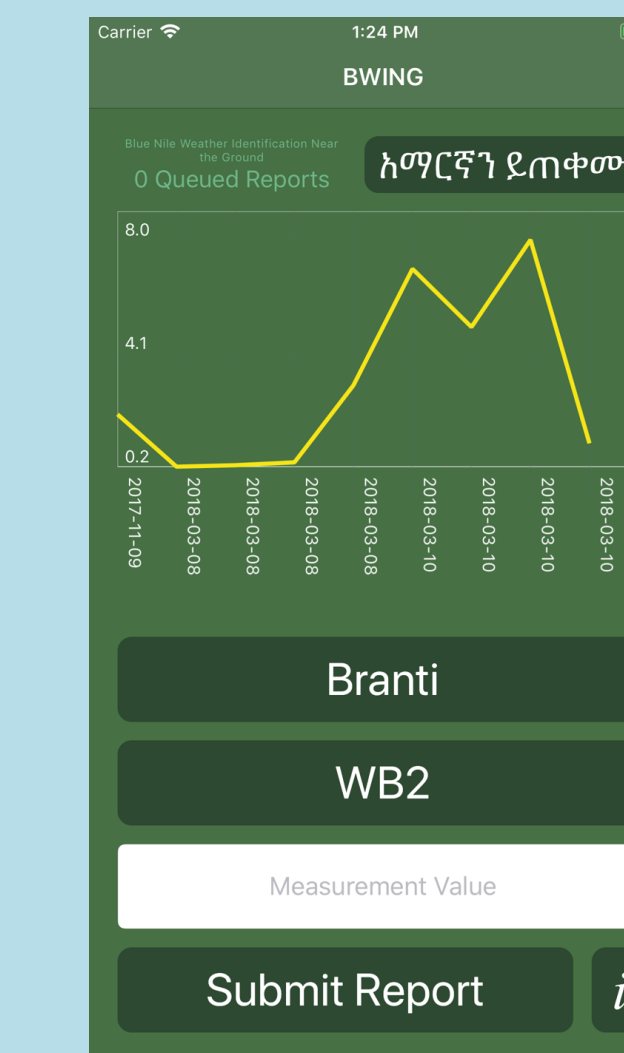 Carrier
1:24 PM
BWING
Blue Nile Weather Identification Near
the Ground
0 Queued Reports
አማርኛን ይጠቀሙ
8.0
4.1
0.2
2017-11-09
2018-03-08
2018-03-08
2018-03-08
2018-03-08
2018-03-10
2018-03-10
2018-03-10
2018-03-10
Branti
WB2
Measurement Value
Submit Report
i